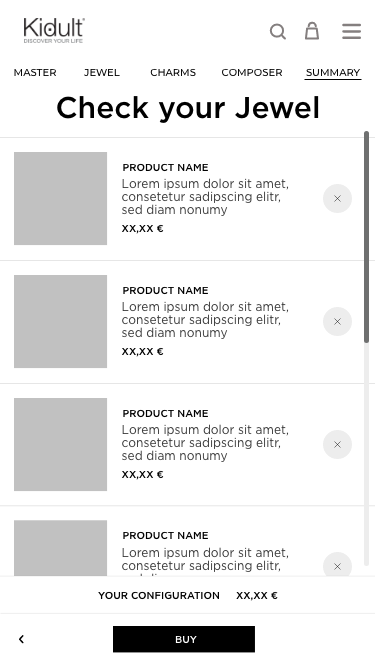 Kidult
DISCOVER YOUR LIFE
MASTER JEWEL CHARMS COMPOSER SUMMARY
Check your Jewel
PRODUCT NAME
Lorem ipsum dolor sit amet,
consetetur sadipscing elitr,
sed diam nonumy
XX,XX €
PRODUCT NAME
Lorem ipsum dolor sit amet,
consetetur sadipscing elitr,
sed diam nonumy
XX,XX €
PRODUCT NAME
Lorem ipsum dolor sit amet,
consetetur sadipscing elitr,
sed diam nonumy
XX,XX €
PRODUCT NAME
Lorem ipsum dolor sit amet,
consetetur sadipscing elitr,
YOUR CONFIGURATION XX,XX €
BUY